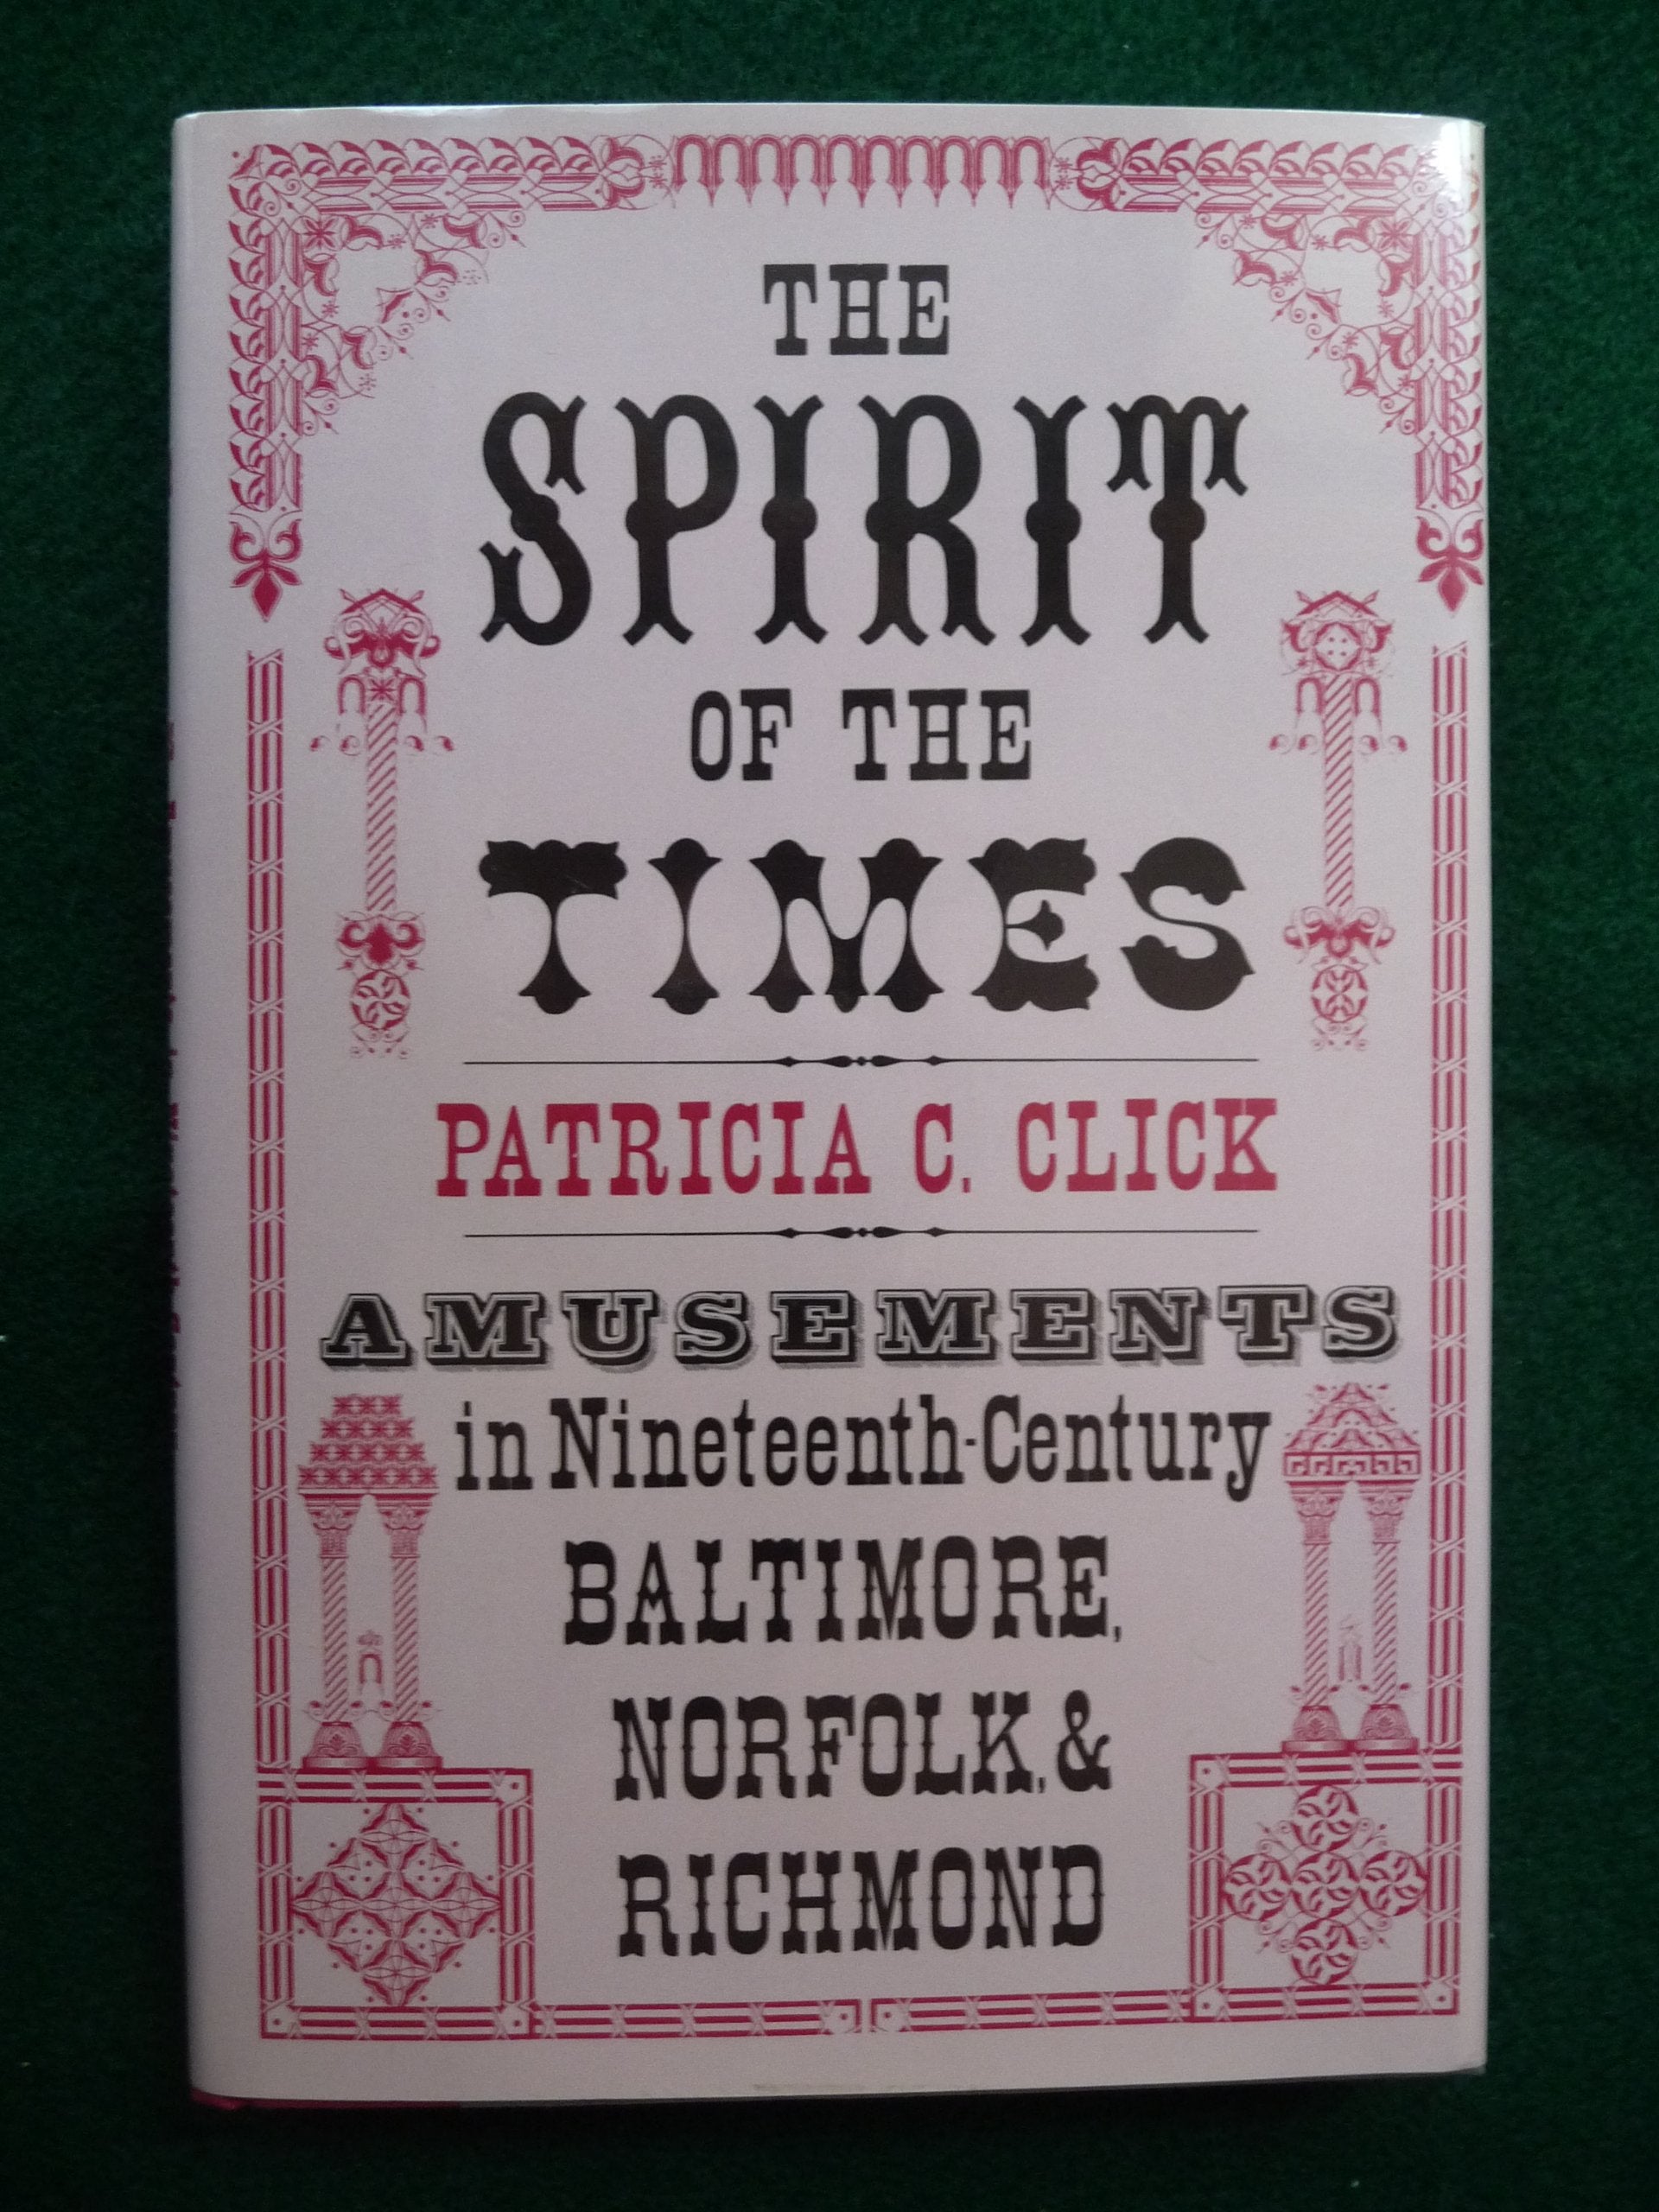 THE
SPIRIT
OF THE
TIMES
PATRICIA C. CLICK
AMUSEMENTS
in Nineteenth-Century
BALTIMORE,
NORFOLK, &
RICHMOND